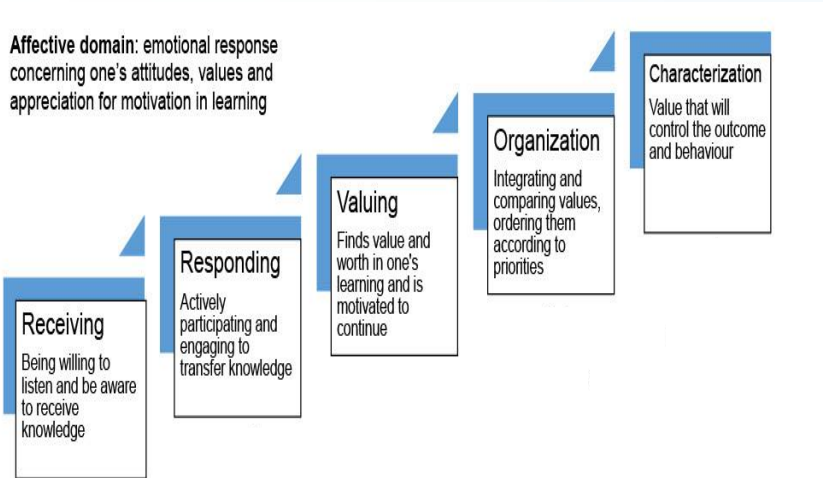 Affective domain: emotional response
concerning one's attitudes, values and
appreciation for motivation in learning
Receiving
Being willing to
listen and be aware
to receive
knowledge
Responding
Actively
participating and
engaging to
transfer knowledge
Valuing
Finds value and
worth in one's
learning and is
motivated to
continue
Organization
Integrating and
comparing values,
ordering them
according to
priorities
Characterization
Value that will
control the outcome
and behaviour